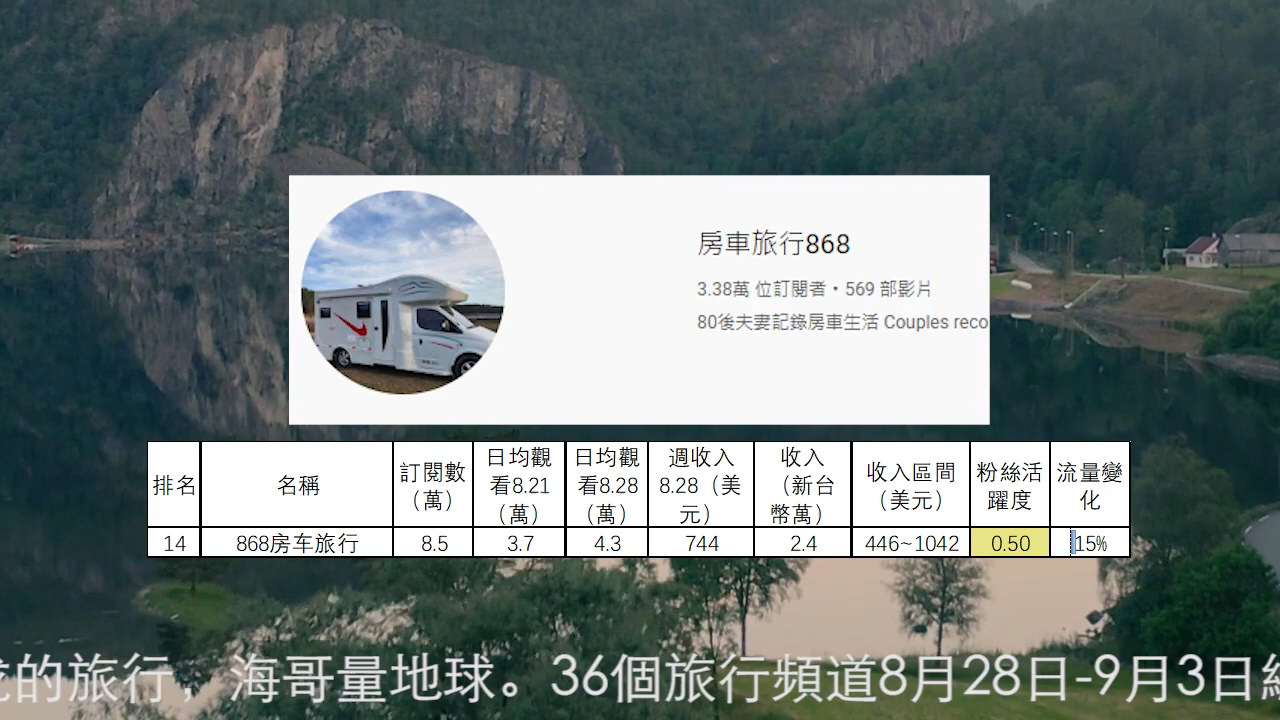 房車旅行868
3.38萬 位訂閱者・569 部影片
80後夫妻記錄房車生活 Couples reco
排名 名稱 訂閱數（萬） 日均觀看8.21（萬） 日均觀看8.28（萬） 週收入8.28（美元） 收入（新台幣萬） 收入區間（美元） 粉絲活躍度 流量變化
14 868房车旅行 8.5 3.7 4.3 744 2.4 446~1042 0.50 15%
的旅行，海哥量地球。36個旅行頻道8月28日-9月3日